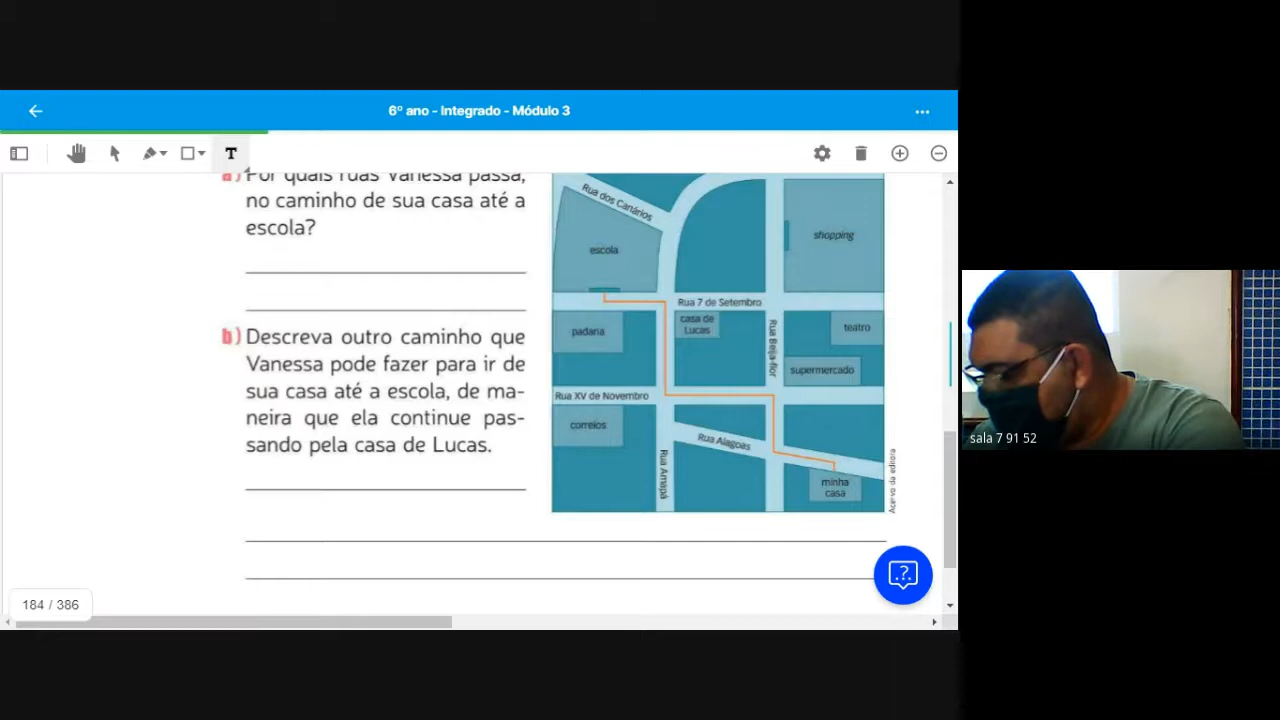 6º ano - Integrado - Módulo 3
a) Por quais ruas Vanessa passa,
no caminho de sua casa até a
escola?
b) Descreva outro caminho que
Vanessa pode fazer para ir de
sua casa até a escola, de ma-
neira que ela continue pas-
sando pela casa de Lucas.
Rua dos Canários
escola
shopping
Rua 7 de Setembro
padaria
casa de
Lucas
Rua Beija-flor
teatro
supermercado
Rua XV de Novembro
correios
Rua Alagoas
Rua Amapá
minha
casa
Acervo da editora
184 / 386
sala 7 91 52